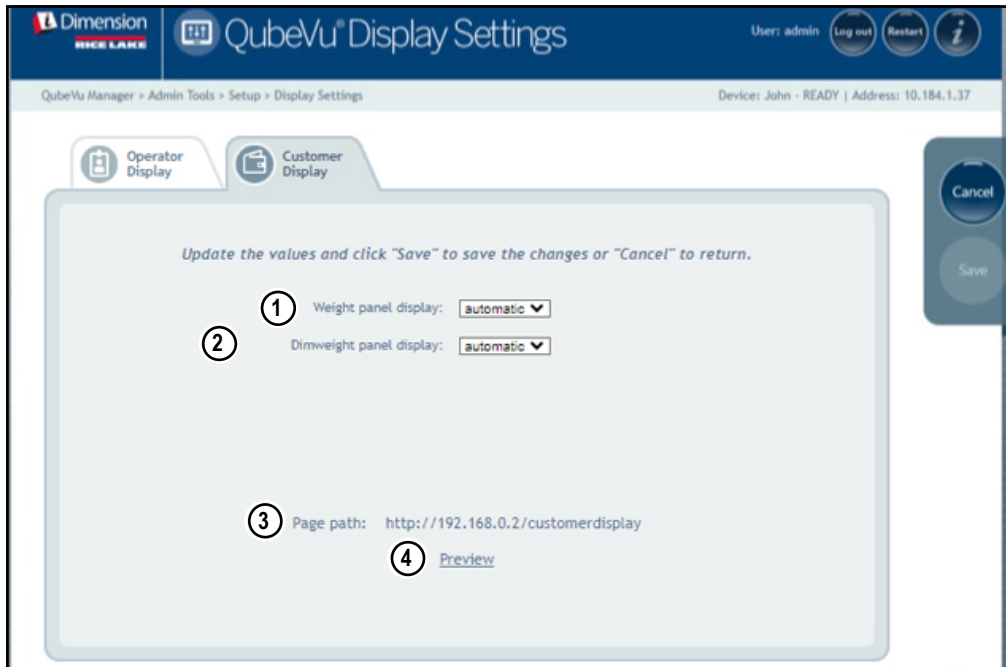 Dimension
RICE LAKE
QubeVu® Display Settings
User: admin
Log out
Restart
i
QubeVu Manager > Admin Tools > Setup > Display Settings
Device: John - READY | Address: 10.184.1.37
Operator
Display
Customer
Display
Cancel
Save
Update the values and click "Save" to save the changes or "Cancel" to return.
1 Weight panel display: automatic
2 Dimweight panel display: automatic
3 Page path: http://192.168.0.2/customerdisplay
4 Preview